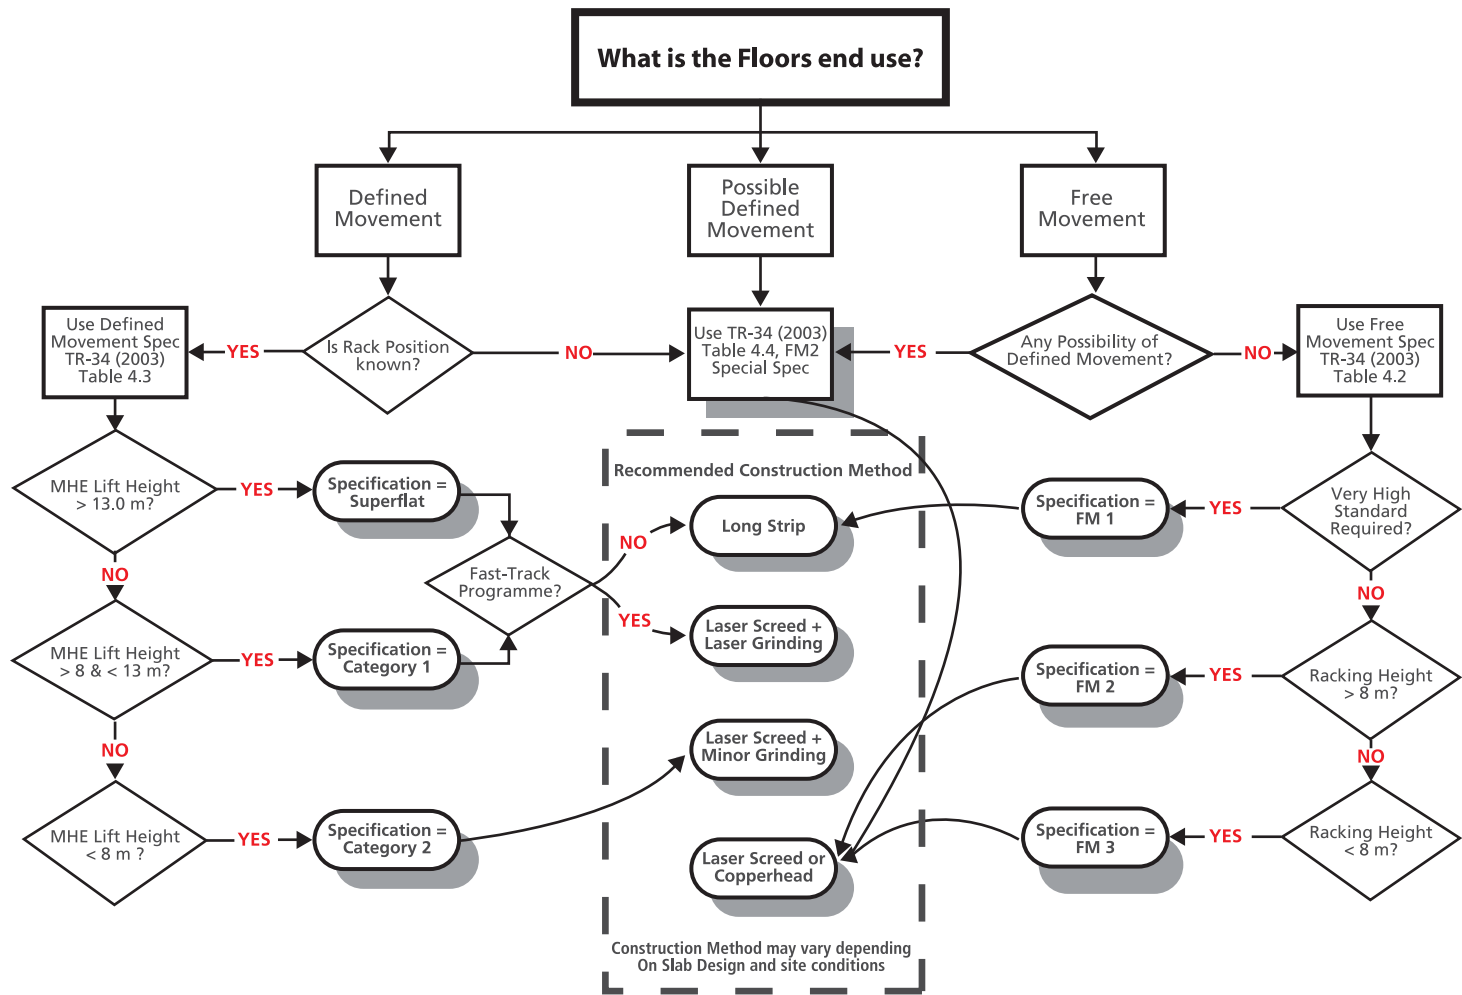 What is the Floors end use?
Defined
Movement
Possible
Defined
Movement
Free
Movement
Use Defined
Movement Spec
TR-34 (2003)
Table 4.3
YES
Is Rack Position
known?
NO
Use TR-34 (2003)
Table 4.4, FM2
Special Spec
YES
Any Possibility of
Defined Movement?
NO
Use Free
Movement Spec
TR-34 (2003)
Table 4.2
MHE Lift Height
> 13.0 m?
YES
Specification =
Superflat
NO
MHE Lift Height
> 8 & < 13 m?
YES
Specification =
Category 1
NO
MHE Lift Height
< 8 m ?
YES
Specification =
Category 2
Fast-Track
Programme?
NO
YES
Recommended Construction Method
Long Strip
Laser Screed +
Laser Grinding
Laser Screed +
Minor Grinding
Laser Screed or
Copperhead
Construction Method may vary depending
On Slab Design and site conditions
Specification =
FM 1
YES
Very High
Standard
Required?
NO
Specification =
FM 2
YES
Racking Height
> 8 m?
NO
Specification =
FM 3
YES
Racking Height
< 8 m?